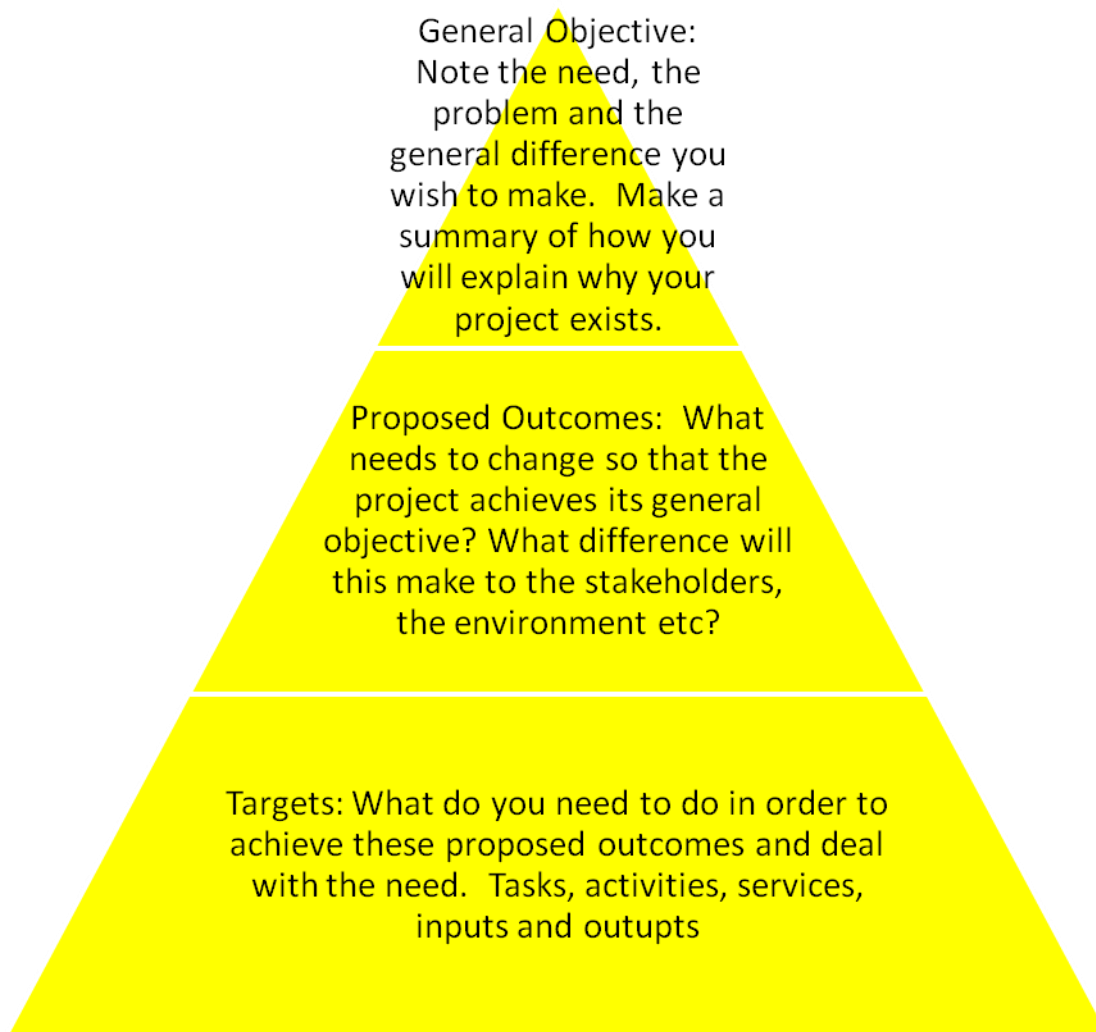 General Objective:
Note the need, the
problem and the
general difference you
wish to make.  Make a
summary of how you
will explain why your
project exists.
Proposed Outcomes:  What
needs to change so that the
project achieves its general
objective? What difference will
this make to the stakeholders,
the environment etc?
Targets: What do you need to do in order to
achieve these proposed outcomes and deal
with the need.  Tasks, activities, services,
inputs and outupts